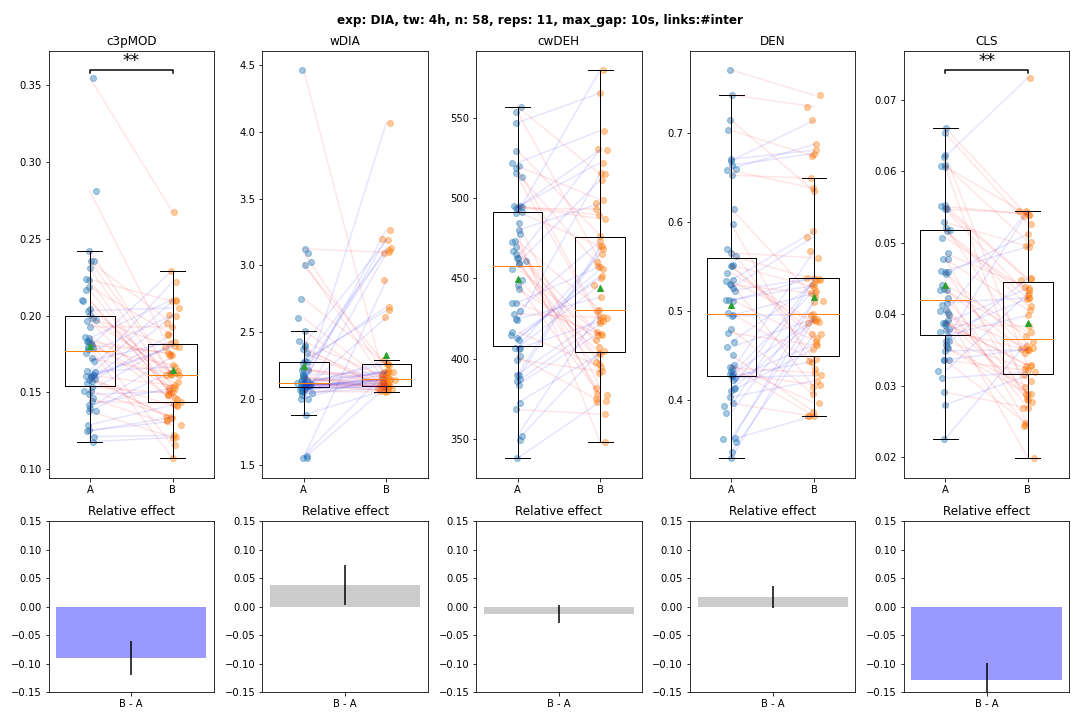 exp: DIA, tw: 4h, n: 58, reps: 11, max_gap: 10s, links:#inter
c3pMOD
wDIA
cwDEH
DEN
CLS
**
**
0.35
0.30
0.25
0.20
0.15
0.10
A
B
4.5
4.0
3.5
3.0
2.5
2.0
1.5
A
B
550
500
450
400
350
A
B
0.7
0.6
0.5
0.4
A
B
0.07
0.06
0.05
0.04
0.03
0.02
A
B
Relative effect
0.15
0.10
0.05
0.00
−0.05
−0.10
−0.15
B - A
Relative effect
0.15
0.10
0.05
0.00
−0.05
−0.10
−0.15
B - A
Relative effect
0.15
0.10
0.05
0.00
−0.05
−0.10
−0.15
B - A
Relative effect
0.15
0.10
0.05
0.00
−0.05
−0.10
−0.15
B - A
Relative effect
0.15
0.10
0.05
0.00
−0.05
−0.10
−0.15
B - A